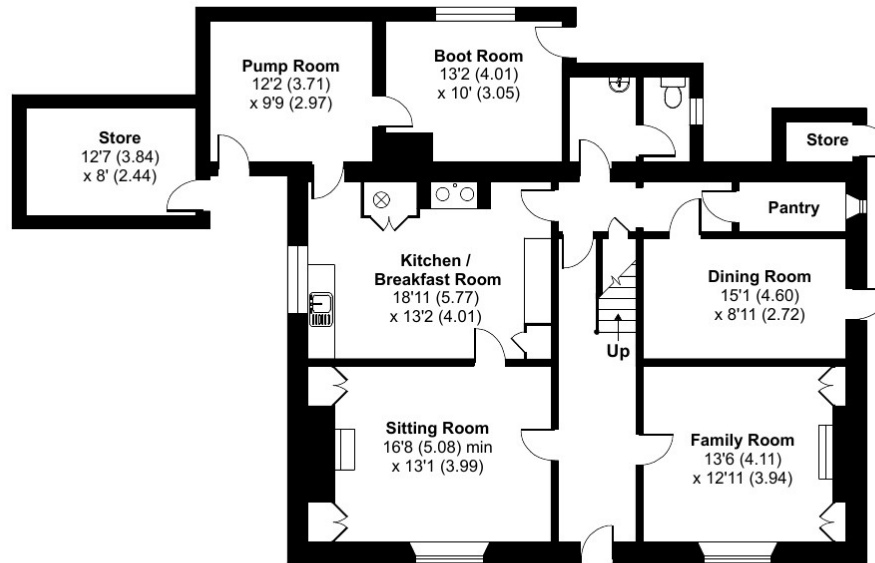 Pump Room
12'2 (3.71)
x 9'9 (2.97)
Boot Room
13'2 (4.01)
x 10' (3.05)
Store
12'7 (3.84)
x 8' (2.44)
Store
Pantry
Kitchen /
Breakfast Room
18'11 (5.77)
x 13'2 (4.01)
Dining Room
15'1 (4.60)
x 8'11 (2.72)
Up
Sitting Room
16'8 (5.08) min
x 13'1 (3.99)
Family Room
13'6 (4.11)
x 12'11 (3.94)